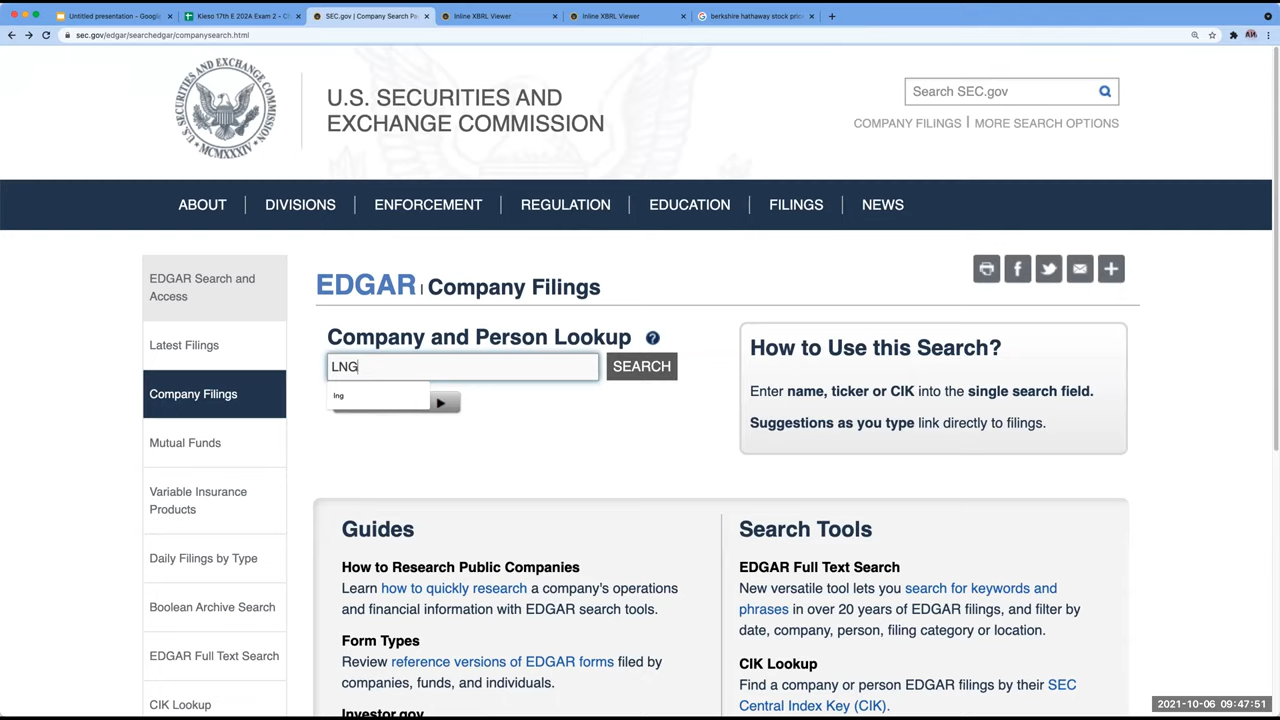 Untitled presentation - Google
Kieso 17th E 202A Exam 2 - C
SEC.gov | Company Search Pa
Inline XBRL Viewer
Inline XBRL Viewer
berkshire hathaway stock pric
sec.gov/edgar/searchedgar/companysearch.html
U.S. SECURITIES AND
EXCHANGE COMMISSION
SECURITIES AND EXCHANGE COMMISSION
MCMXXXIV
Search SEC.gov
COMPANY FILINGS | MORE SEARCH OPTIONS
ABOUT
DIVISIONS
ENFORCEMENT
REGULATION
EDUCATION
FILINGS
NEWS
EDGAR Search and
Access
Latest Filings
Company Filings
Mutual Funds
Variable Insurance
Products
Daily Filings by Type
Boolean Archive Search
EDGAR Full Text Search
CIK Lookup
EDGAR | Company Filings
Company and Person Lookup ?
LNG
SEARCH
lng
How to Use this Search?
Enter name, ticker or CIK into the single search field.
Suggestions as you type link directly to filings.
Guides
How to Research Public Companies
Learn how to quickly research a company's operations
and financial information with EDGAR search tools.
Form Types
Review reference versions of EDGAR forms filed by
companies, funds, and individuals.
Investor.gov
Search Tools
EDGAR Full Text Search
New versatile tool lets you search for keywords and
phrases in over 20 years of EDGAR filings, and filter by
date, company, person, filing category or location.
CIK Lookup
Find a company or person EDGAR filings by their SEC
Central Index Key (CIK).
2021-10-06 09:47:51